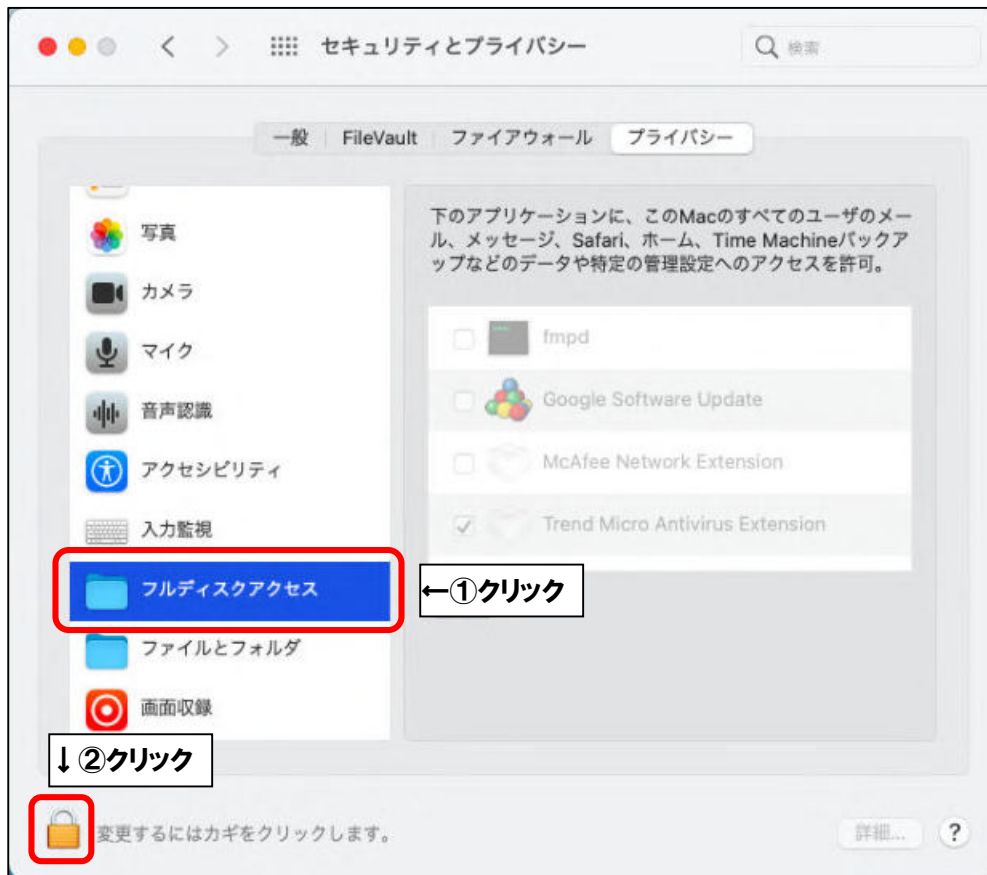 セキュリティとプライバシー
検索
一般 FileVault ファイアウォール プライバシー
写真
カメラ
マイク
音声認識
アクセシビリティ
入力監視
フルディスクアクセス
ファイルとフォルダ
画面収録
下のアプリケーションに、このMacのすべてのユーザのメー
ル、メッセージ、Safari、ホーム、Time Machineバックア
ップなどのデータや特定の管理設定へのアクセスを許可。
fmpd
Google Software Update
McAfee Network Extension
Trend Micro Antivirus Extension
←①クリック
↓②クリック
変更するにはカギをクリックします。
詳細... ?